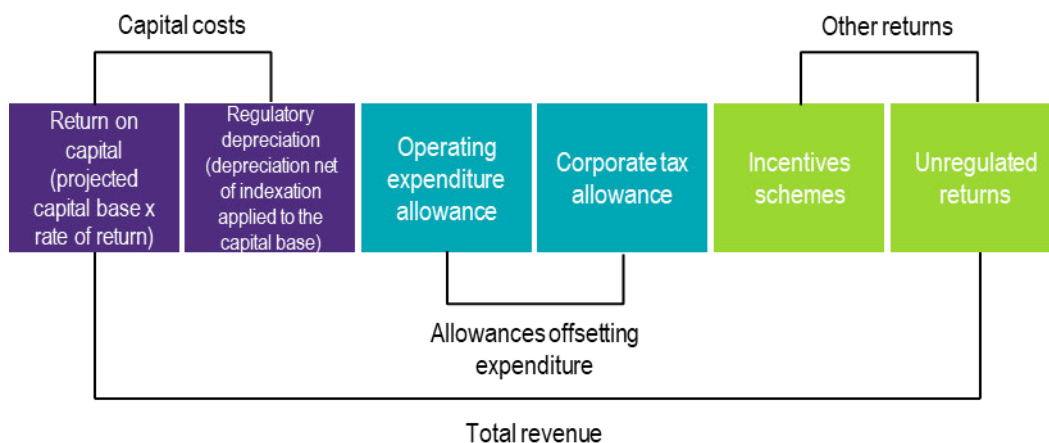 Capital costs
Other returns
Return on
capital
(projected
capital base x
rate of return)
Regulatory
depreciation
(depreciation net
of indexation
applied to the
capital base)
Operating
expenditure
allowance
Corporate tax
allowance
Incentives
schemes
Unregulated
returns
Allowances offsetting
expenditure
Total revenue